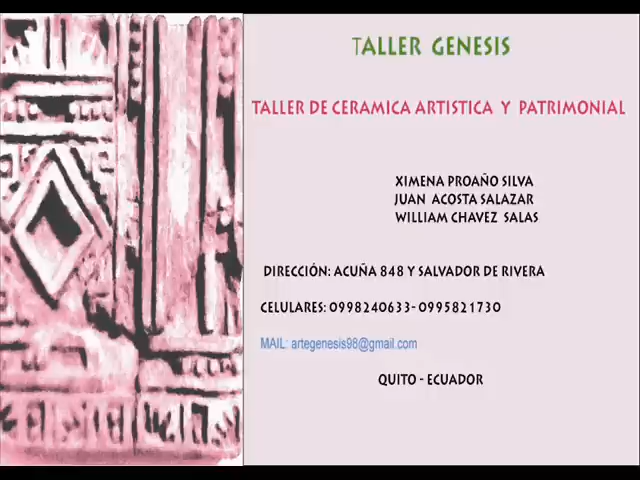 TALLER GENESIS
TALLER DE CERAMICA ARTISTICA Y PATRIMONIAL
XIMENA PROAÑO SILVA
JUAN ACOSTA SALAZAR
WILLIAM CHAVEZ SALAS
DIRECCIÓN: ACUÑA 848 Y SALVADOR DE RIVERA
CELULARES: 0998240633- 0995821730
MAIL: artegenesis98@gmail.com
QUITO - ECUADOR